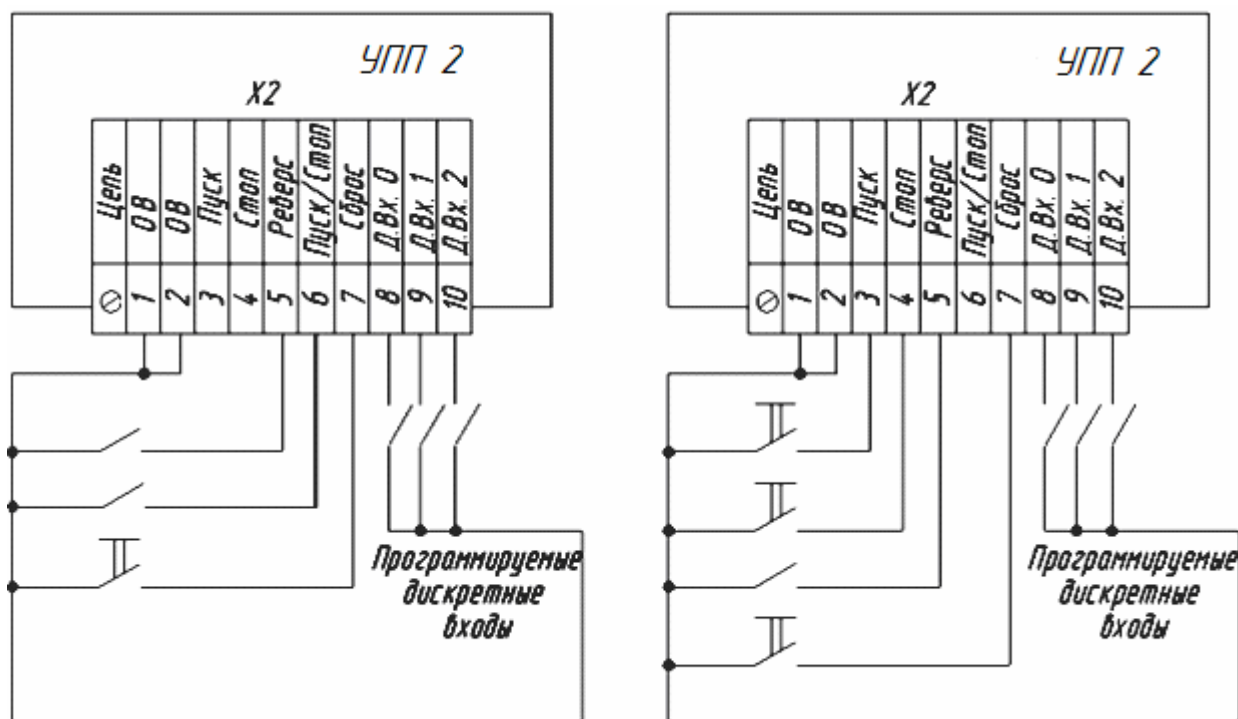 УПП 2
X2
Цепь
ОВ
ОВ
Пуск
Стоп
Реверс
Пуск/Стоп
Сброс
Д.Вх. 0
Д.Вх. 1
Д.Вх. 2
1
2
3
4
5
6
7
8
9
10
Программируемые
дискретные
входы
УПП 2
X2
Цепь
ОВ
ОВ
Пуск
Стоп
Реверс
Пуск/Стоп
Сброс
Д.Вх. 0
Д.Вх. 1
Д.Вх. 2
1
2
3
4
5
6
7
8
9
10
Программируемые
дискретные
входы